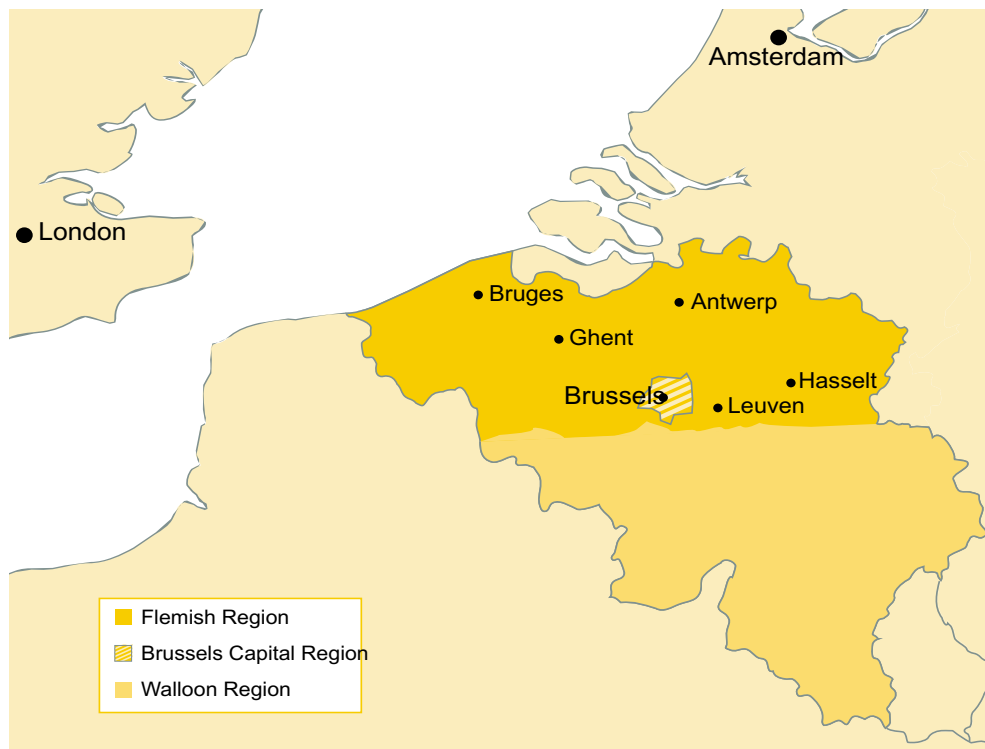 Amsterdam
London
Bruges
Antwerp
Ghent
Hasselt
Brussels
Leuven
Flemish Region
Brussels Capital Region
Walloon Region